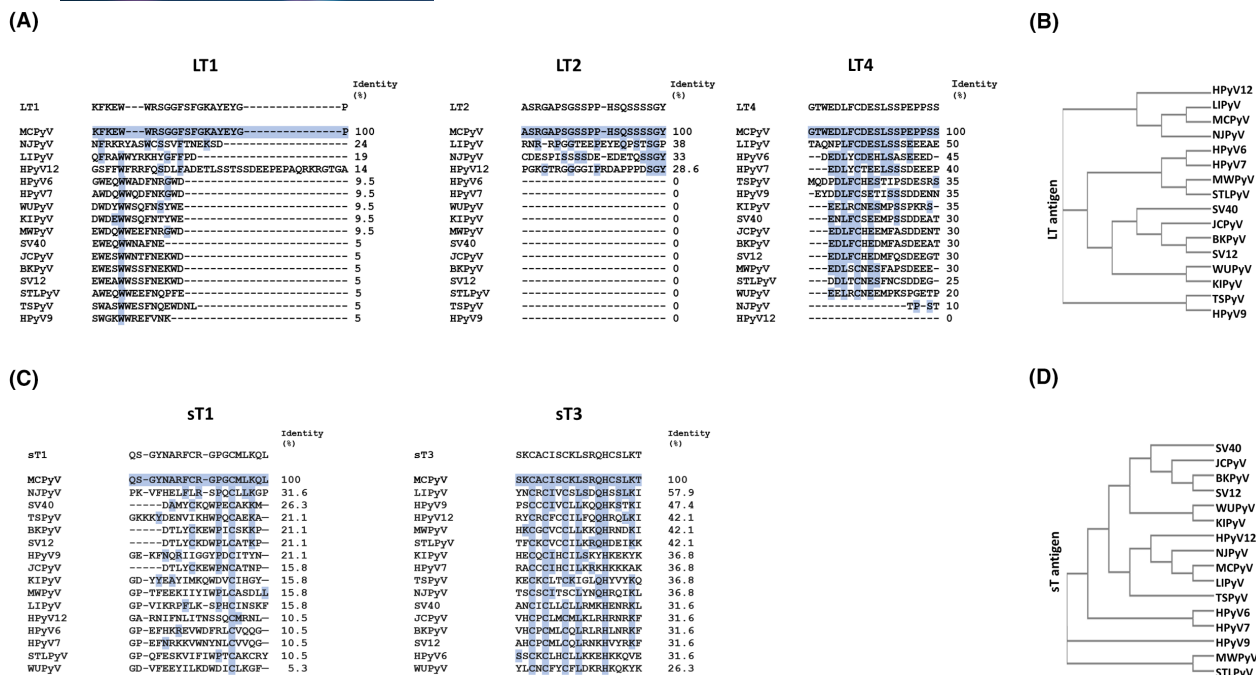 (A)
LT1
Identity
(%)
LT1 KFKEW---WRSGGFSFGKAYEYG----------------P
MCPyV KFKEW---WRSGGFSFGKAYEYG----------------P 100
NJPyV NFRKRYASWCSSVFTNEKSD-------------------- 24
LIPyV QFRAWWYRKHYGFFPD------------------------ 19
HPyV12 GSFFWFRRFQSDLFADETLSSTSSDEEPEPAQRKRGTGA 14
HPyV6 GWEQWWADFNRGWD-------------------------- 9.5
HPyV7 AWDQWWQNFNKGWD-------------------------- 9.5
WUPyV DWDYWWSQFNSYWE-------------------------- 9.5
KIPyV DWDEWWSQFNTYWE-------------------------- 9.5
MWPyV EWEQWWEEFNRGWD-------------------------- 9.5
SV40 EWEQWWNAFNE----------------------------- 5
JCPyV EWESWWNTFNEKWD-------------------------- 5
BKPyV EWESWWSSFNEKWD-------------------------- 5
SV12 EWEAWWSSFNEKWD-------------------------- 5
STLPyV AWEQWWEEFNQPFE-------------------------- 5
TSPyV SWASWWESFNQEWDNL------------------------ 5
HPyV9 SWGKWWREFVNK---------------------------- 5
LT2
Identity
(%)
LT2 ASRGAPSGSSPP-HSQSSSSGY
MCPyV ASRGAPSGSSPP-HSQSSSSGY 100
LIPyV RNR-RPGGTEEPEYEQPSTSGP 38
NJPyV CDESPISSSSDE-EDETQSSGY 33
HPyV12 PGKGTRGGGGIPRDAPPPDSGY 28.6
HPyV6 ---------------------- 0
HPyV7 ---------------------- 0
WUPyV ---------------------- 0
KIPyV ---------------------- 0
MWPyV ---------------------- 0
SV40 ---------------------- 0
JCPyV ---------------------- 0
BKPyV ---------------------- 0
SV12 ---------------------- 0
STLPyV ---------------------- 0
TSPyV ---------------------- 0
HPyV9 ---------------------- 0
LT4
Identity
(%)
LT4 GTWEDLFCDESLSSPEPPSS
MCPyV GTWEDLFCDESLSSPEPPSS 100
LIPyV TAQNPLFCDESLSSSEEEAE 50
HPyV6 ---EDLYCDEHLSASEEEE- 45
HPyV7 ---EDLYCTEELSSDEEEP- 40
TSPyV MQDPPDLFCHESTIPSDESRS 35
HPyV9 -EYDDLFCSETISSSDDENN 35
KIPyV ---EELRCNESMPSSPKRS- 35
SV40 ---ENLFCSEEMPSSDDEAT 30
JCPyV ---EDLFCHEEMFASDDENT 30
BKPyV ---EDLFCHEEMFASDDEAT 30
SV12 ---EDLFCHEDMFQSDEEGT 30
MWPyV ---EDLSCNESFAPSDEEE- 30
STLPyV ---DDLTCNESFNCSDDEG- 25
WUPyV ---EELRCNEEMPKSPGETP 20
NJPyV ---------------TP-ST 10
HPyV12 -------------------- 0
(B)
LT antigen
HPyV12
LIPyV
MCPyV
NJPyV
HPyV6
HPyV7
MWPyV
STLPyV
SV40
JCPyV
BKPyV
SV12
WUPyV
KIPyV
TSPyV
HPyV9
(C)
sT1
Identity
(%)
sT1 QS-GYNARFCR-GPGCMLKQL
MCPyV QS-GYNARFCR-GPGCMLKQL 100
NJPyV PK-VFHELFLR-SPQCLLKGP 31.6
SV40 -----DAMYCKQWPECAKKM- 26.3
TSPyV GKKKYDENVIKHWPQCAEKA- 21.1
BKPyV -----DTLYCKEWPICSKKP- 21.1
SV12 -----DTLYCKDWPLCATKP- 21.1
HPyV9 GE-KFNQRIIGGYPDCITYN- 21.1
JCPyV -----DTLYCKEWPNCATNP- 15.8
KIPyV GD-YYEAYIMKQWDVCIHGY- 15.8
MWPyV GP-TFEEKIIYIWPLCASDLL 15.8
LIPyV GP-VIKRPFLK-SPHCINSKF 15.8
HPyV12 GA-RNIFNLITNSSQCMRNL- 10.5
HPyV6 GP-EFHKREVWDFRLCVQQG- 10.5
HPyV7 GP-EFNRKKVWNYNLCVVQG- 10.5
STLPyV GP-QFESKVIFIWPTCAKCRY 10.5
WUPyV GD-VFEEYILKDWDICLKGF- 5.3
sT3
Identity
(%)
sT3 SKCACISCKLSRQHCSLKT
MCPyV SKCACISCKLSRQHCSLKT 100
LIPyV YNCRCIVCSLSDQHSSLKI 57.9
HPyV9 PSCCCIVCLLKQQHKSTKI 47.4
HPyV12 RYCRCFCCILFQQHRQLKI 42.1
MWPyV HKCGCVCCLLKKQHRNDKI 42.1
STLPyV TFCKCVCCLLKRQHDEIKK 42.1
KIPyV HECQCIHCILSKYHKEKYK 36.8
HPyV7 RACPCEHCILKRKHKKKAK 36.8
TSPyV KECKCLTCKIGLQHYVYKQ 36.8
NJPyV TSCSCITSCLYNQHRQIKL 36.8
SV40 ANCICLLCLLRMKHENRKL 31.6
JCPyV VHCPCLMCMLKLRHRNRKF 31.6
BKPyV VHCPCMLCQLRLRHLNRKF 31.6
SV12 AHCPCMLCQLRNKHVYRKF 31.6
HPyV6 SSCKCLHCLLKKEHKKQVE 31.6
WUPyV YLCNCFYCFLDKRHKQKYK 26.3
(D)
sT antigen
SV40
JCPyV
BKPyV
SV12
WUPyV
KIPyV
HPyV12
NJPyV
MCPyV
LIPyV
TSPyV
HPyV6
HPyV7
HPyV9
MWPyV
STLPyV